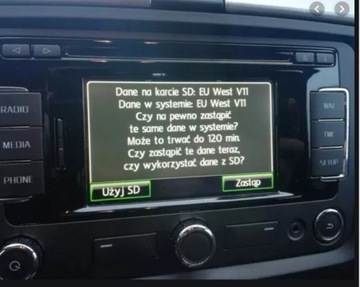 Dane na karcie SD: EU West V11
Dane w systemie: EU West V11
Czy na pewno zastąpić
te same dane w systemie?
Może to trwać do 120 min.
Czy zastąpić te dane teraz,
czy wykorzystać dane z SD?
Użyj SD
Zastąp
RADIO
MEDIA
PHONE
NAV
TMC
SETUP